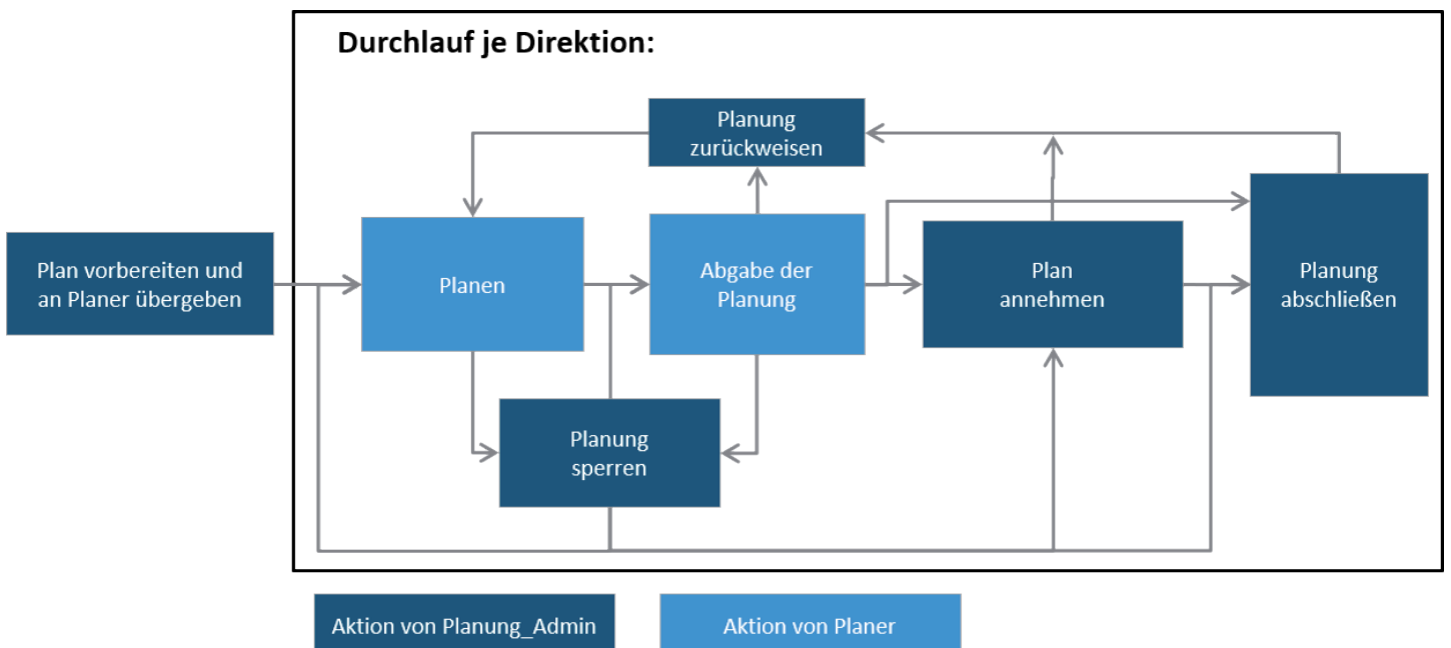 Durchlauf je Direktion:
Planung
zurückweisen
Plan vorbereiten und
an Planer übergeben
Planen
Abgabe der
Planung
Plan
annehmen
Planung
abschließen
Planung
sperren
Aktion von Planung_Admin
Aktion von Planer